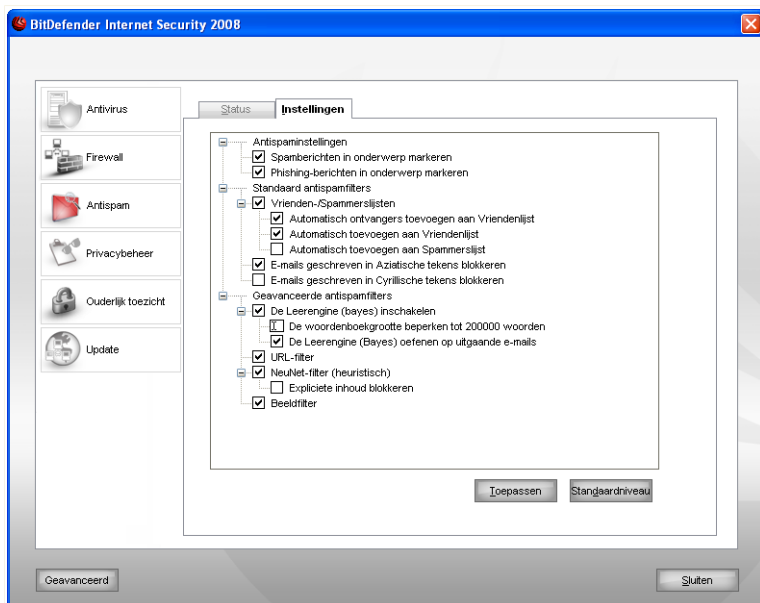 BitDefender Internet Security 2008
Antivirus
Firewall
Antispam
Privacybeheer
Ouderlijk toezicht
Update
Status
Instellingen
Antispaminstellingen
Spamberichten in onderwerp markeren
Phishing-berichten in onderwerp markeren
Standaard antispamfilters
Vrienden-/Spammerslijsten
Automatisch ontvangers toevoegen aan Vriendenlijst
Automatisch toevoegen aan Vriendenlijst
Automatisch toevoegen aan Spammerslijst
E-mails geschreven in Aziatische tekens blokkeren
E-mails geschreven in Cyrillische tekens blokkeren
Geavanceerde antispamfilters
De Leerengine (bayes) inschakelen
De woordenboekgrootte beperken tot 200000 woorden
De Leerengine (Bayes) oefenen op uitgaande e-mails
URL-filter
NeuNet-filter (heuristisch)
Expliciete inhoud blokkeren
Beeldfilter
Toepassen
Standaardniveau
Geavanceerd
Sluiten